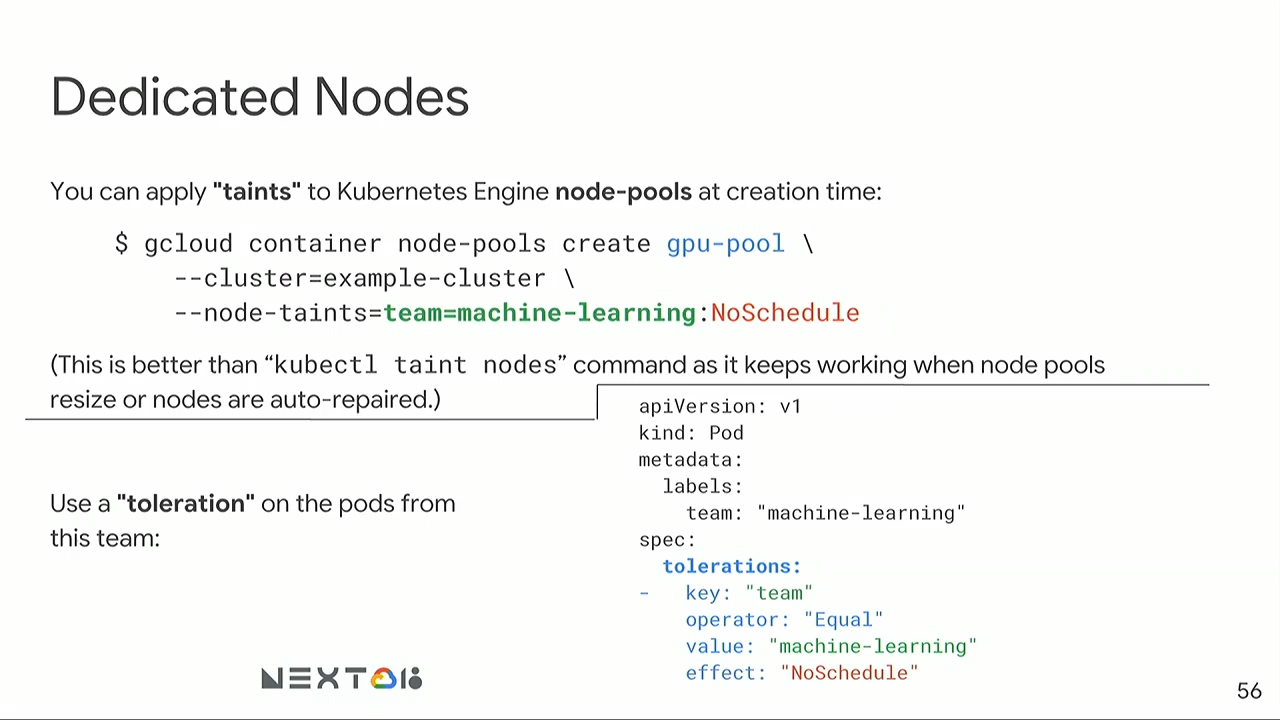 Dedicated Nodes
You can apply "taints" to Kubernetes Engine node-pools at creation time:
$ gcloud container node-pools create gpu-pool \
--cluster=example-cluster \
--node-taints=team=machine-learning:NoSchedule
(This is better than “kubectl taint nodes” command as it keeps working when node pools
resize or nodes are auto-repaired.)
Use a "toleration" on the pods from
this team:
apiVersion: v1
kind: Pod
metadata:
  labels:
    team: "machine-learning"
spec:
  tolerations:
-   key: "team"
    operator: "Equal"
    value: "machine-learning"
    effect: "NoSchedule"
NEXT 18
56